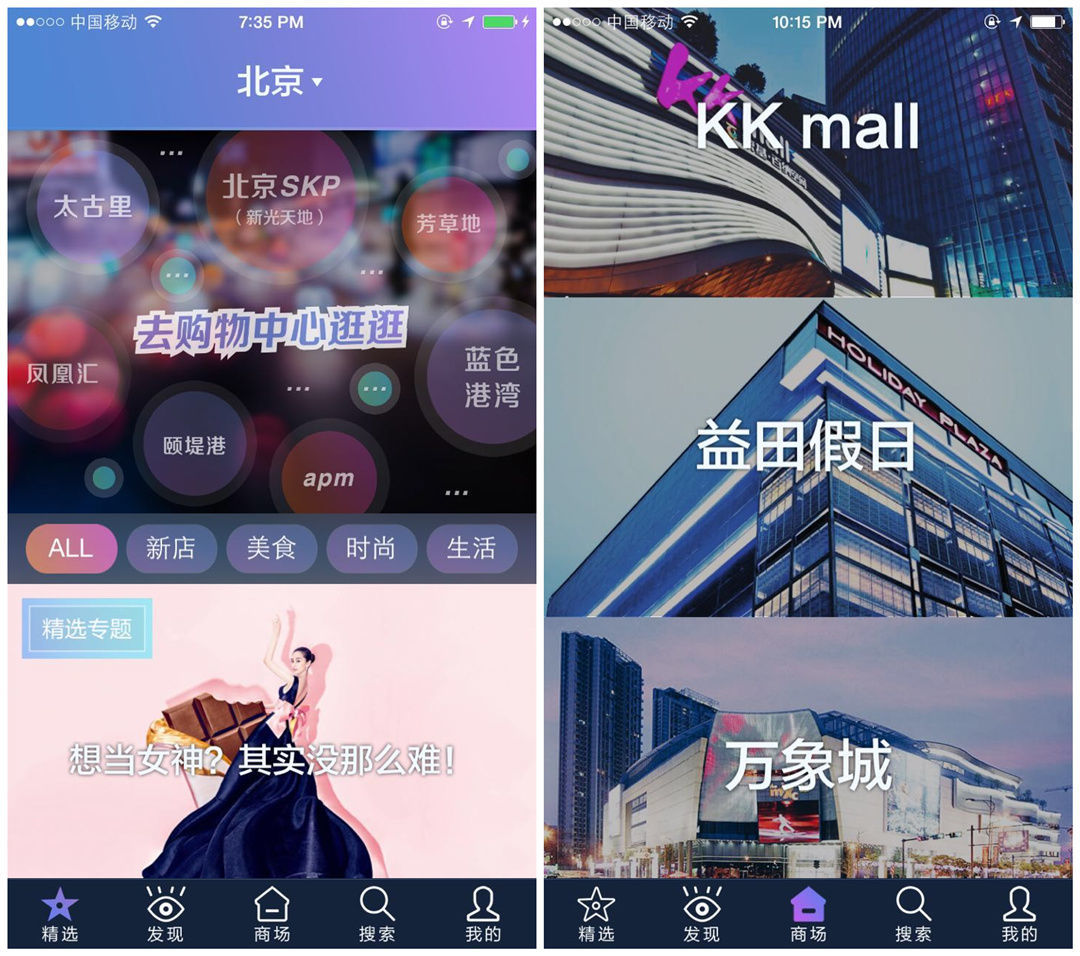 中国移动
7:35 PM
北京
太古里
北京SKP
（新光天地）
芳草地
去购物中心逛逛
凤凰汇
蓝色
港湾
颐堤港
apm
ALL
新店
美食
时尚
生活
精选专题
想当女神？其实没那么难！
精选
发现
商场
搜索
我的
中国移动
10:15 PM
KK
KK mall
HOLIDAY PLAZA
益田假日
万象城
mixc
精选
发现
商场
搜索
我的